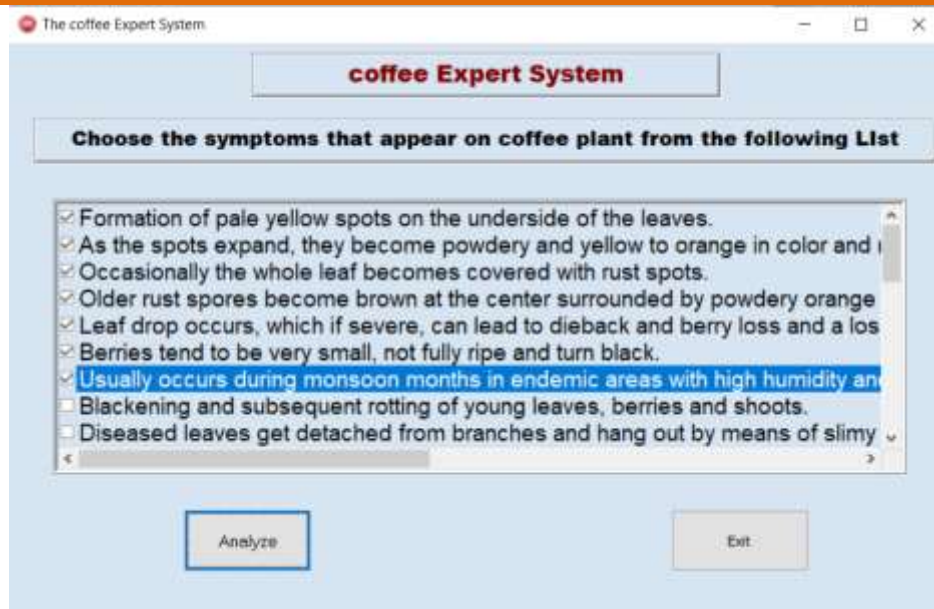 The coffee Expert System
coffee Expert System
Choose the symptoms that appear on coffee plant from the following LIst
Formation of pale yellow spots on the underside of the leaves.
As the spots expand, they become powdery and yellow to orange in color and
Occasionally the whole leaf becomes covered with rust spots.
Older rust spores become brown at the center surrounded by powdery orange
Leaf drop occurs, which if severe, can lead to dieback and berry loss and a los
Berries tend to be very small, not fully ripe and turn black.
Usually occurs during monsoon months in endemic areas with high humidity and
Blackening and subsequent rotting of young leaves, berries and shoots.
Diseased leaves get detached from branches and hang out by means of slimy
Analyze
Exit